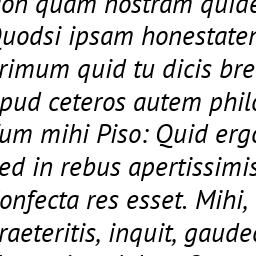 non quam nostram quide
Quodsi ipsam honestater
rimum quid tu dicis bre
pud ceteros autem philo
um mihi Piso: Quid ergo
ed in rebus apertissimis
onfecta res esset. Mihi,
raeteritis, inquit, gaudeo